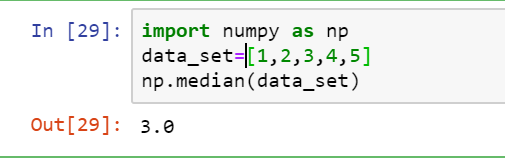 In [29]: import numpy as np
data_set=[1,2,3,4,5]
np.median(data_set)
Out[29]: 3.0